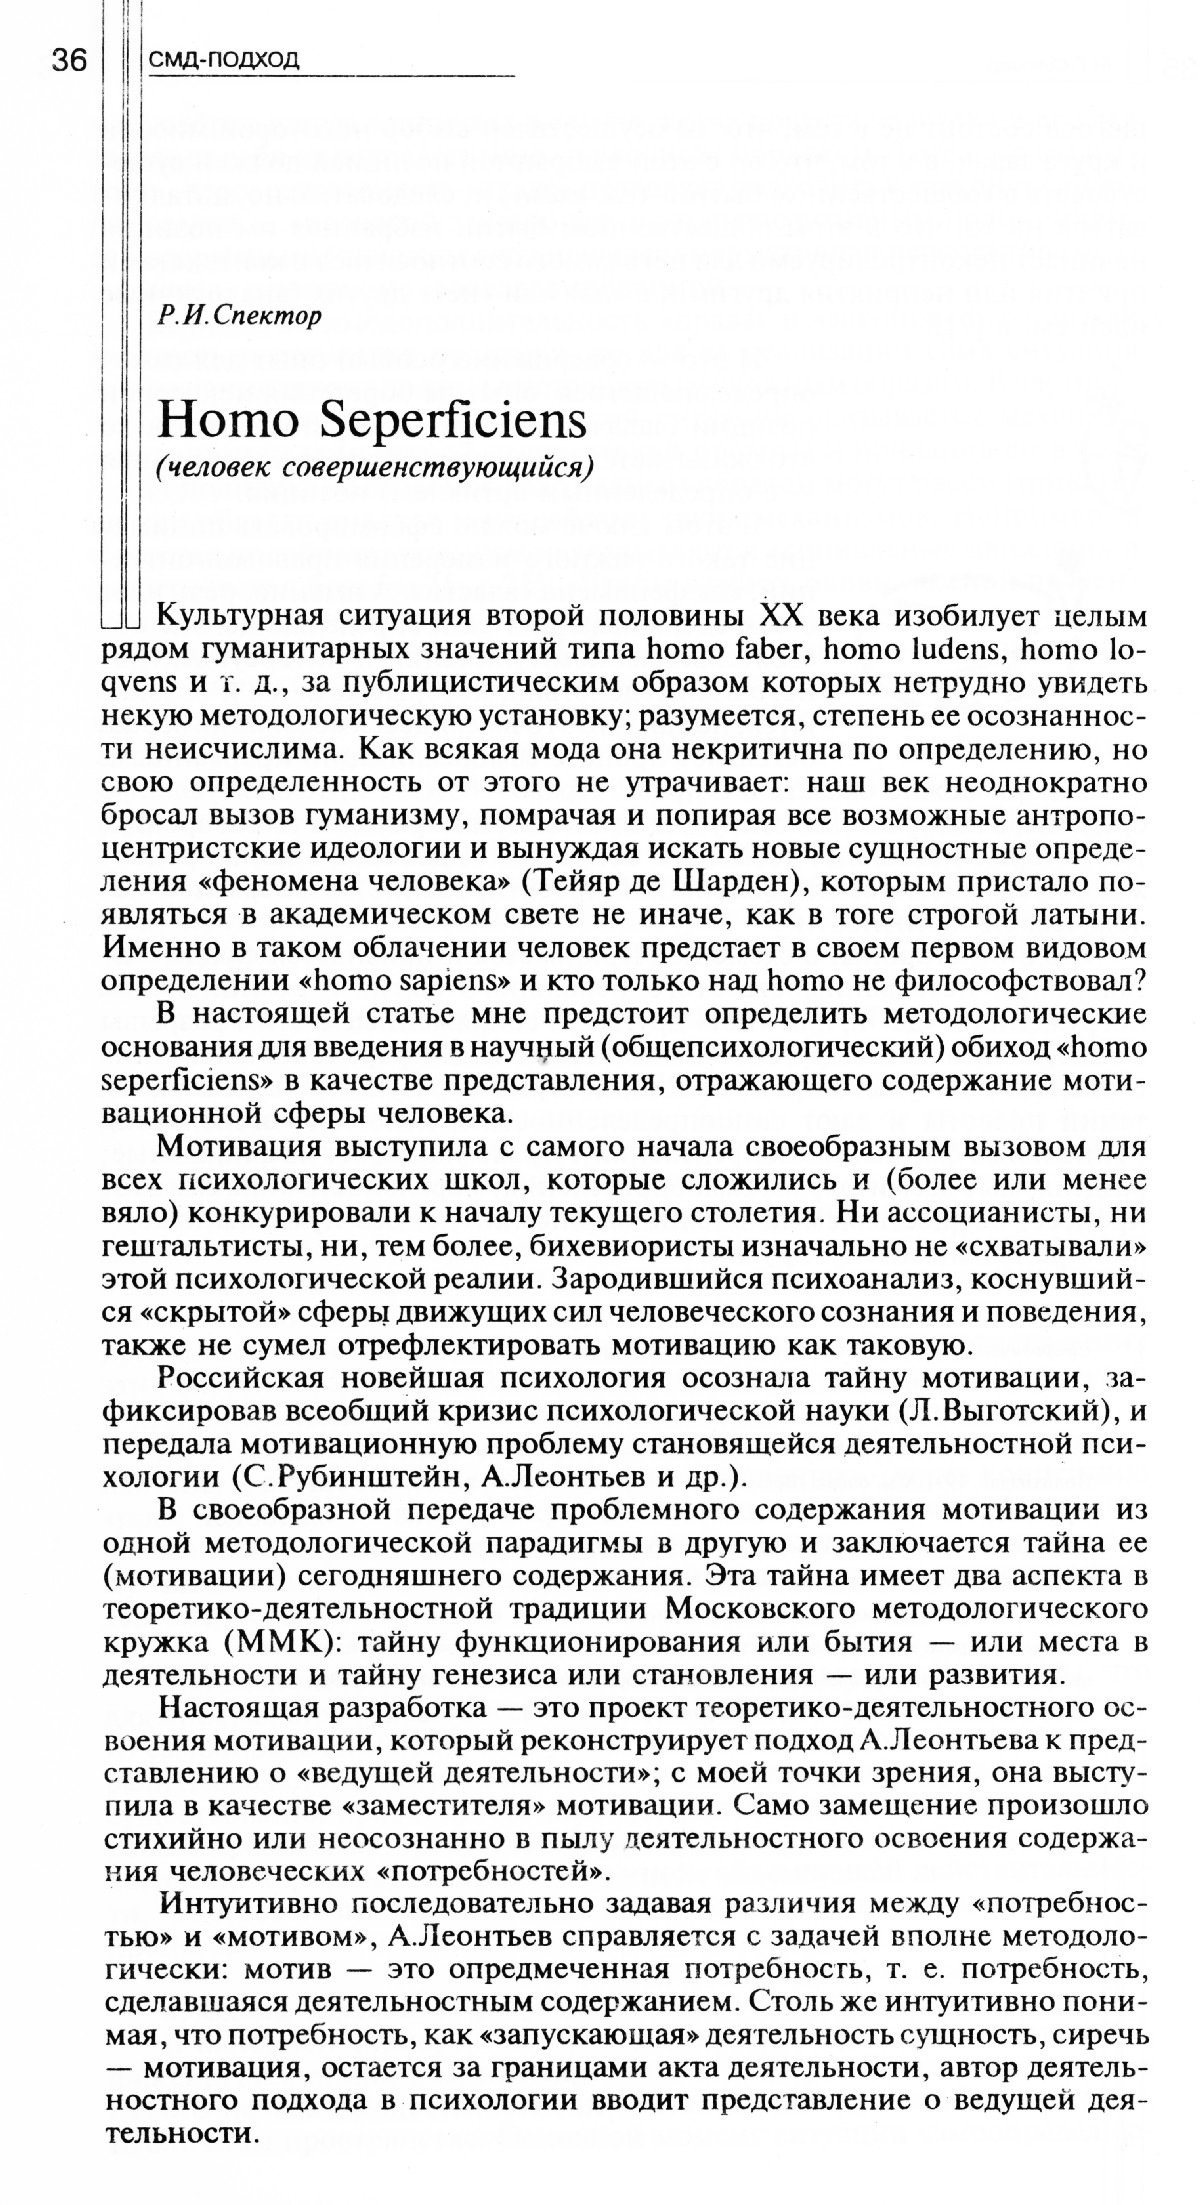 36
СМД-ПОДХОД
Р.И.Спектор
Homo Seperficiens
(человек совершенствующийся)
Культурная ситуация второй половины XX века изобилует целым
рядом гуманитарных значений типа homo faber, homo ludens, homo lo-
qvens и т. д., за публицистическим образом которых нетрудно увидеть
некую методологическую установку; разумеется, степень ее осознаннос-
ти неисчислима. Как всякая мода она некритична по определению, но
свою определенность от этого не утрачивает: наш век неоднократно
бросал вызов гуманизму, помрачая и попирая все возможные антропо-
центристские идеологии и вынуждая искать новые сущностные опреде-
ления «феномена человека» (Тейяр де Шарден), которым пристало по-
являться в академическом свете не иначе, как в тоге строгой латыни.
Именно в таком облачении человек предстает в своем первом видовом
определении «homo sapiens» и кто только над homo не философствовал?
В настоящей статье мне предстоит определить методологические
основания для введения в научный (общепсихологический) обиход «homo
seperficiens» в качестве представления, отражающего содержание моти-
вационной сферы человека.
Мотивация выступила с самого начала своеобразным вызовом для
всех психологических школ, которые сложились и (более или менее
вяло) конкурировали к началу текущего столетия. Ни ассоцианисты, ни
гештальтисты, ни, тем более, бихевиористы изначально не «схватывали»
этой психологической реалии. Зародившийся психоанализ, коснувший-
ся «скрытой» сферы движущих сил человеческого сознания и поведения,
также не сумел отрефлектировать мотивацию как таковую.
Российская новейшая психология осознала тайну мотивации, за-
фиксировав всеобщий кризис психологической науки (Л.Выготский), и
передала мотивационную проблему становящейся деятельностной пси-
хологии (С.Рубинштейн, А.Леонтьев и др.).
В своеобразной передаче проблемного содержания мотивации из
одной методологической парадигмы в другую и заключается тайна ее
(мотивации) сегодняшнего содержания. Эта тайна имеет два аспекта в
теоретико-деятельностной традиции Московского методологического
кружка (ММК): тайну функционирования или бытия — или места в
деятельности и тайну генезиса или становления — или развития.
Настоящая разработка — это проект теоретико-деятельностного ос-
воения мотивации, который реконструирует подход А.Леонтьева к пред-
ставлению о «ведущей деятельности»; с моей точки зрения, она высту-
пила в качестве «заместителя» мотивации. Само замещение произошло
стихийно или неосознанно в пылу деятельностного освоения содержа-
ния человеческих «потребностей».
Интуитивно последовательно задавая различия между «потребнос-
тью» и «мотивом», А.Леонтьев справляется с задачей вполне методоло-
гически: мотив — это опредмеченная потребность, т. е. потребность,
сделавшаяся деятельностным содержанием. Столь же интуитивно пони-
мая, что потребность, как «запускающая» деятельность сущность, сиречь
— мотивация, остается за границами акта деятельности, автор деятель-
ностного подхода в психологии вводит представление о ведущей дея-
тельности.